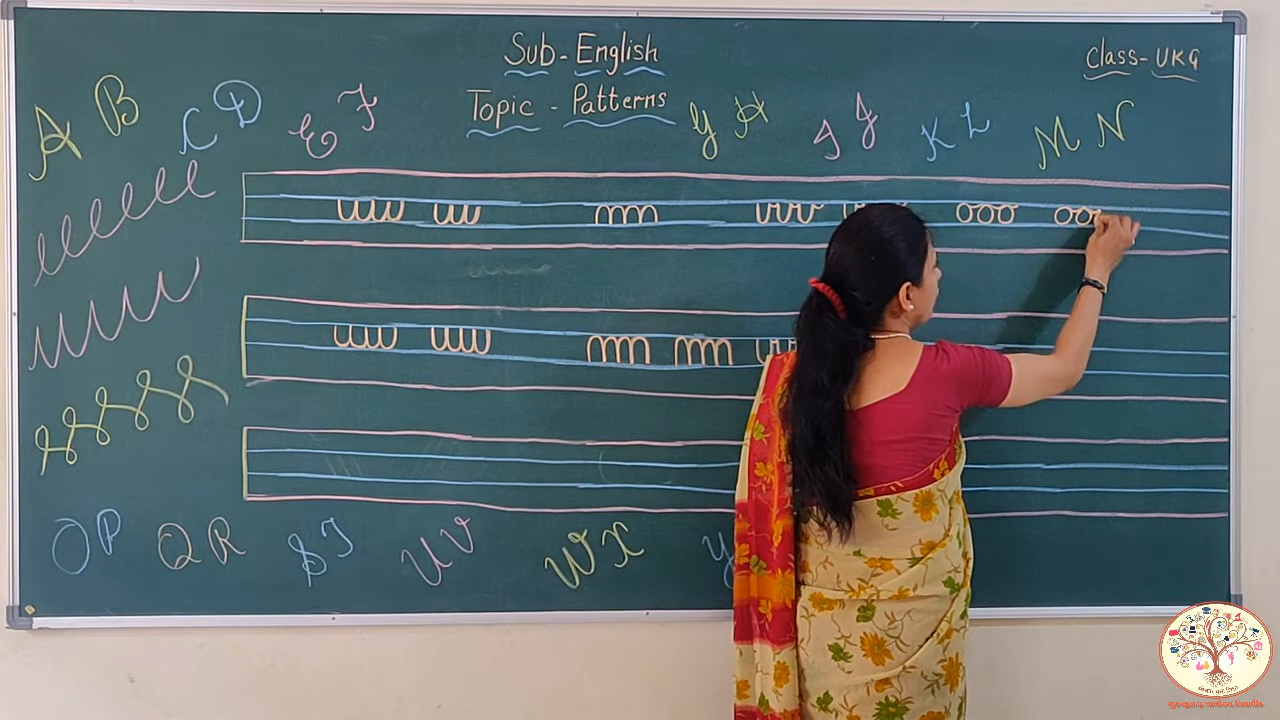 Sub-English
Class-UKG
Topic - Patterns
A B C D E F G H I J K L M N
O P Q R S T U V W X Y